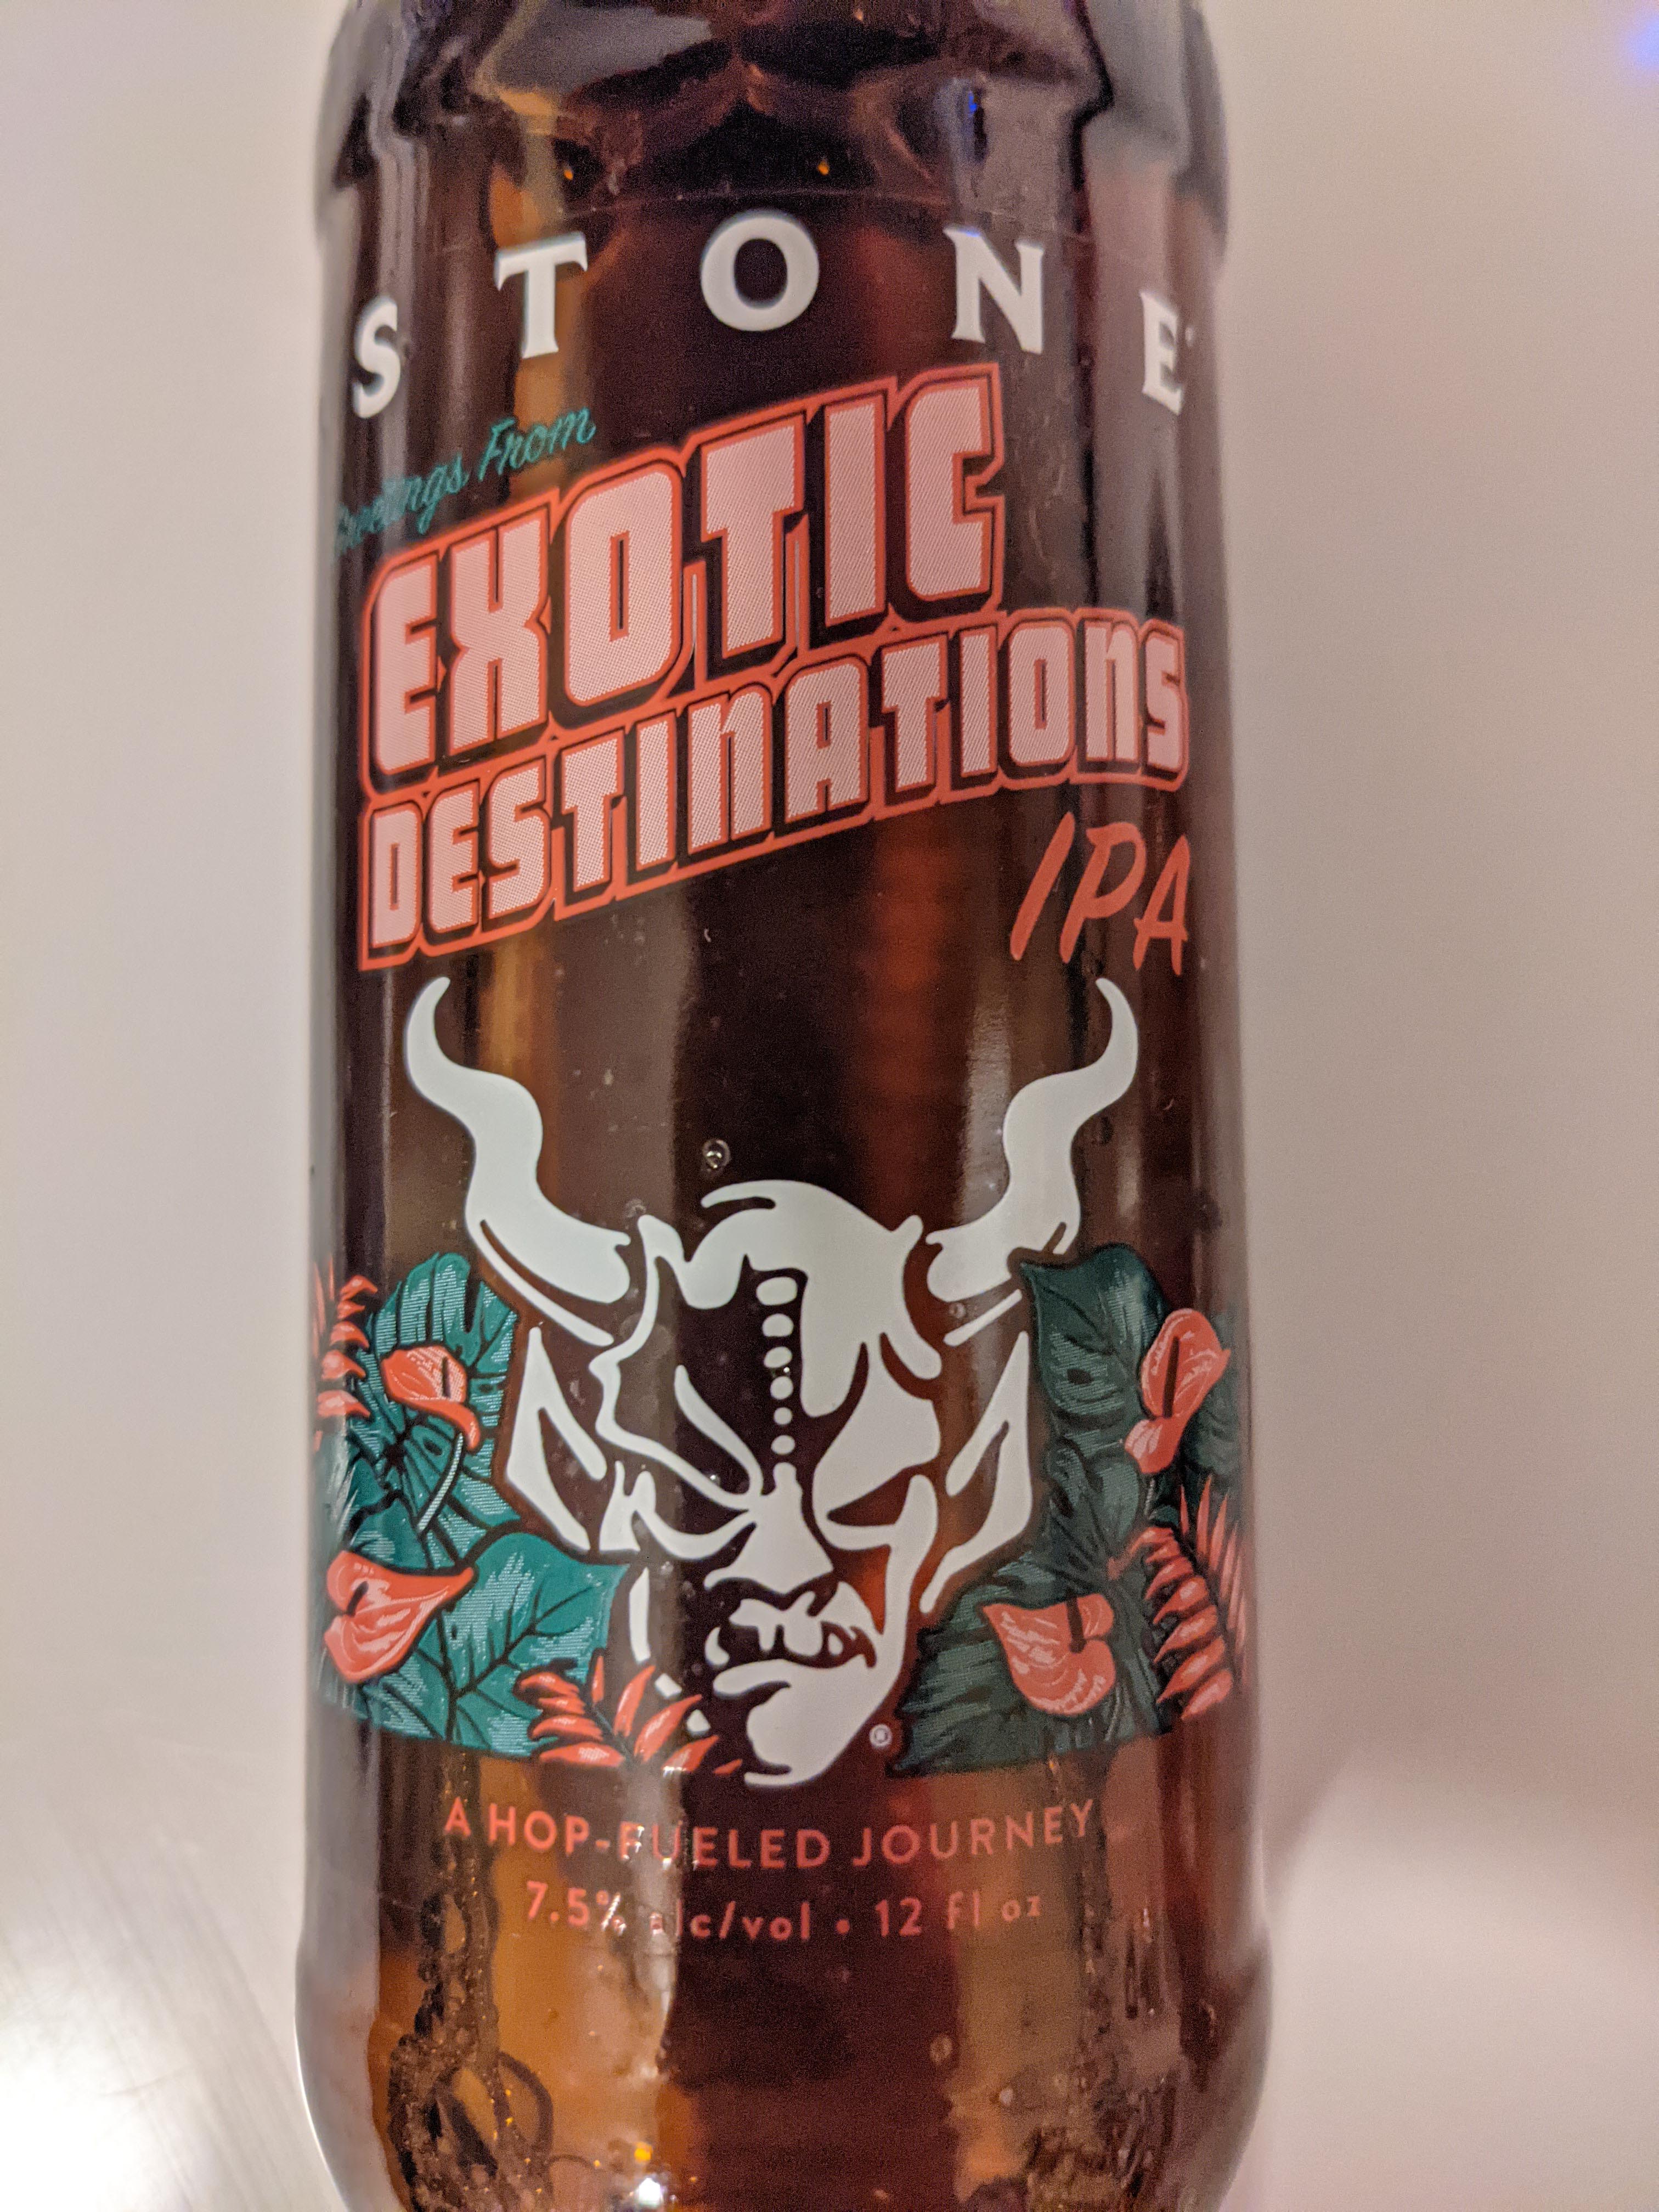 STONE
Greetings From
EXOTIC
DESTINATIONS
IPA
®
A HOP-FUELED JOURNEY
7.5% alc/vol • 12 fl oz